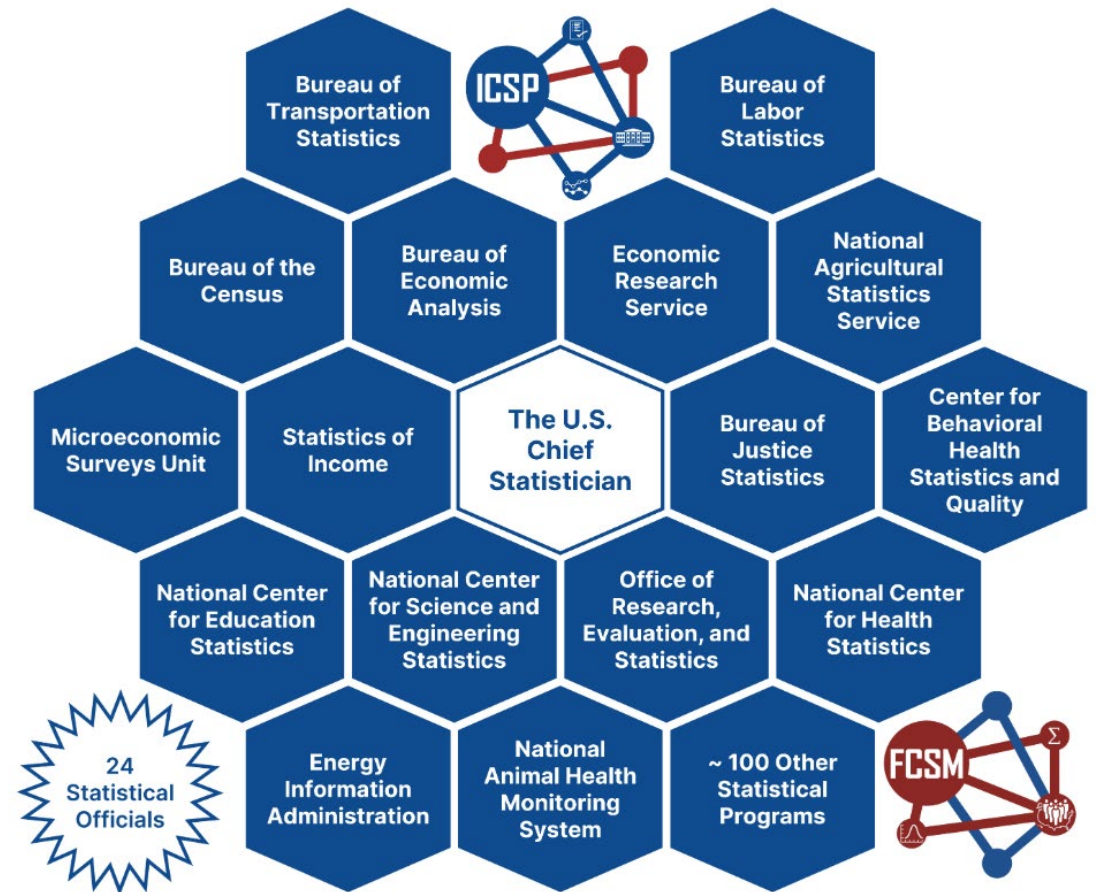 Bureau of
Transportation
Statistics
ICSP
Bureau of
Labor
Statistics
Bureau of the
Census
Bureau of
Economic
Analysis
Economic
Research
Service
National
Agricultural
Statistics
Service
Microeconomic
Surveys Unit
Statistics of
Income
The U.S.
Chief
Statistician
Bureau of
Justice
Statistics
Center for
Behavioral
Health
Statistics and
Quality
National Center
for Education
Statistics
National Center
for Science and
Engineering
Statistics
Office of
Research,
Evaluation, and
Statistics
National Center
for Health
Statistics
24
Statistical
Officials
Energy
Information
Administration
National
Animal Health
Monitoring
System
~ 100 Other
Statistical
Programs
FCSM
Σ